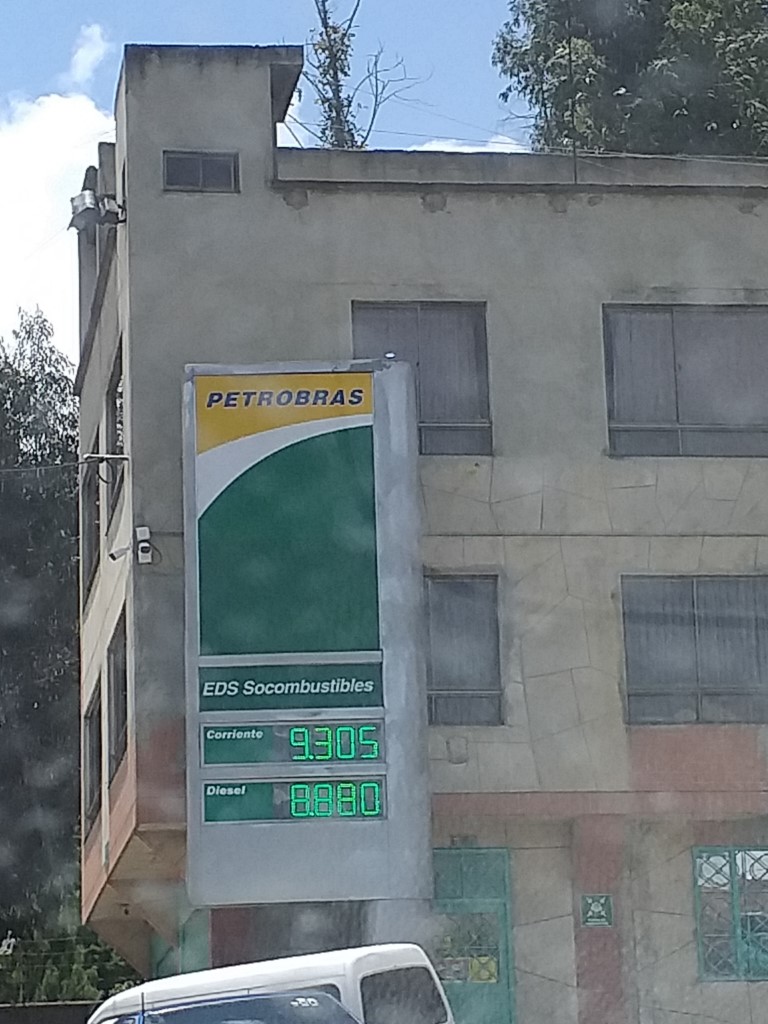 PETROBRAS
EDS Socombustibles
Corriente 9.305
Diesel 8.880